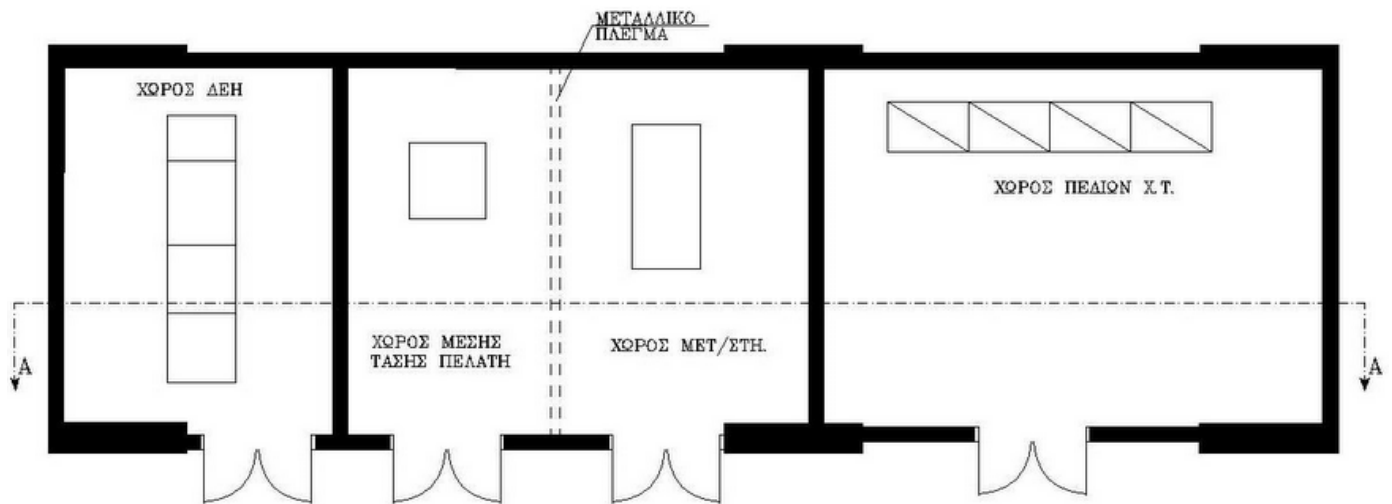 ΜΕΤΑΛΛΙΚΟ
ΠΛΕΓΜΑ
ΧΩΡΟΣ ΔΕΗ
ΧΩΡΟΣ ΠΕΔΙΩΝ Χ.Τ.
ΧΩΡΟΣ ΜΕΣΗΣ
ΤΑΣΗΣ ΠΕΛΑΤΗ
ΧΩΡΟΣ ΜΕΤ/ΣΤΗ.
Α
Α